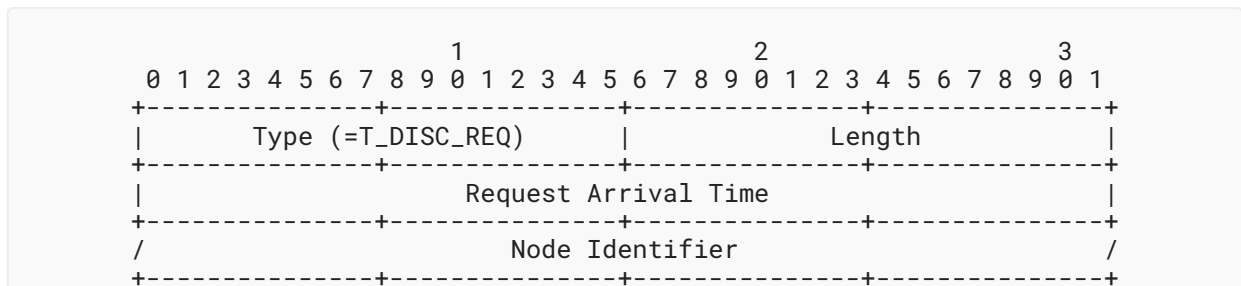 1                   2                   3
 0 1 2 3 4 5 6 7 8 9 0 1 2 3 4 5 6 7 8 9 0 1 2 3 4 5 6 7 8 9 0 1
+---------------+---------------+---------------+---------------+
|       Type (=T_DISC_REQ)      |             Length            |
+---------------+---------------+---------------+---------------+
|                     Request Arrival Time                      |
+---------------+---------------+---------------+---------------+
/                        Node Identifier                        /
+---------------+---------------+---------------+---------------+